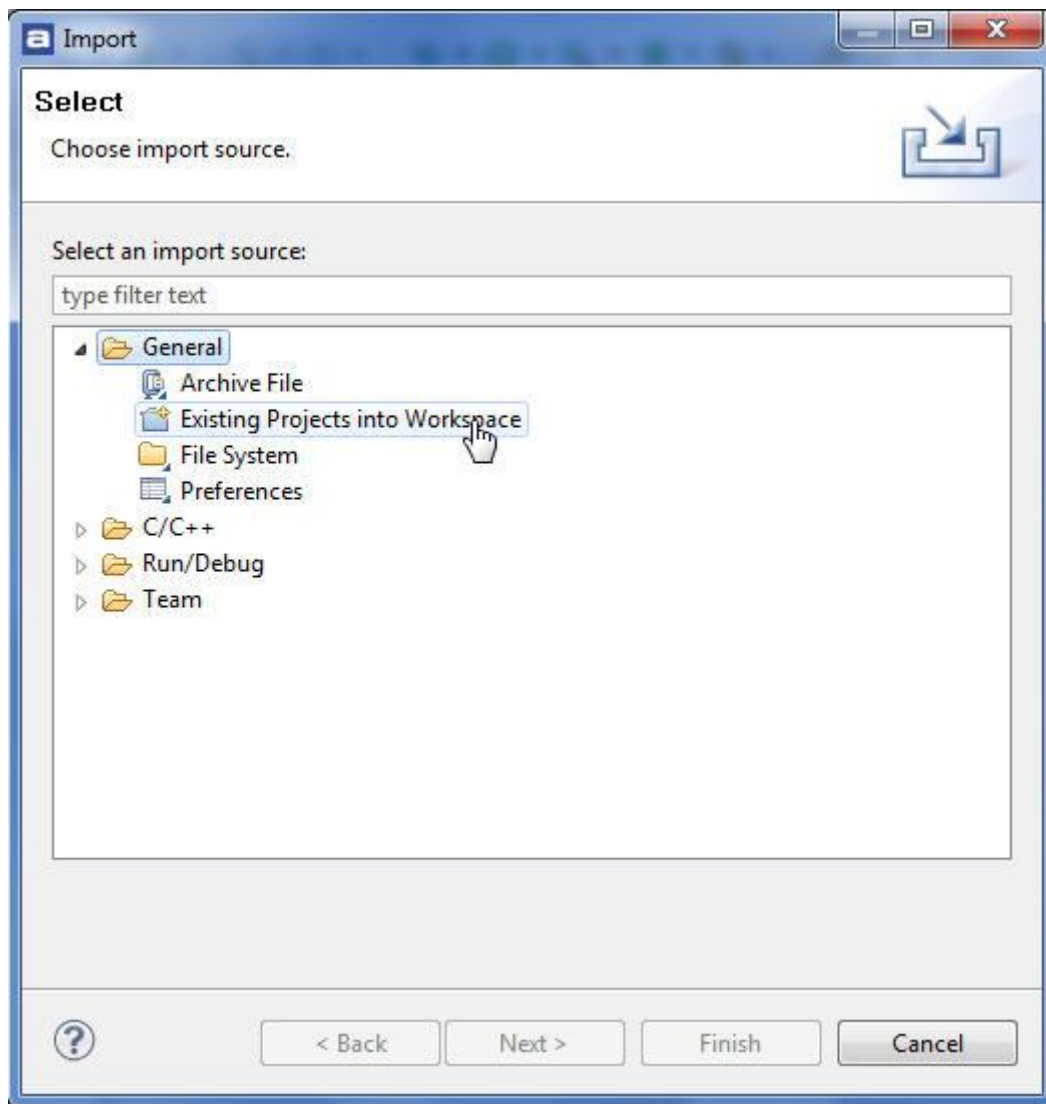 a Import
Select
Choose import source.
Select an import source:
type filter text
General
Archive File
Existing Projects into Workspace
File System
Preferences
C/C++
Run/Debug
Team
?
< Back Next > Finish Cancel